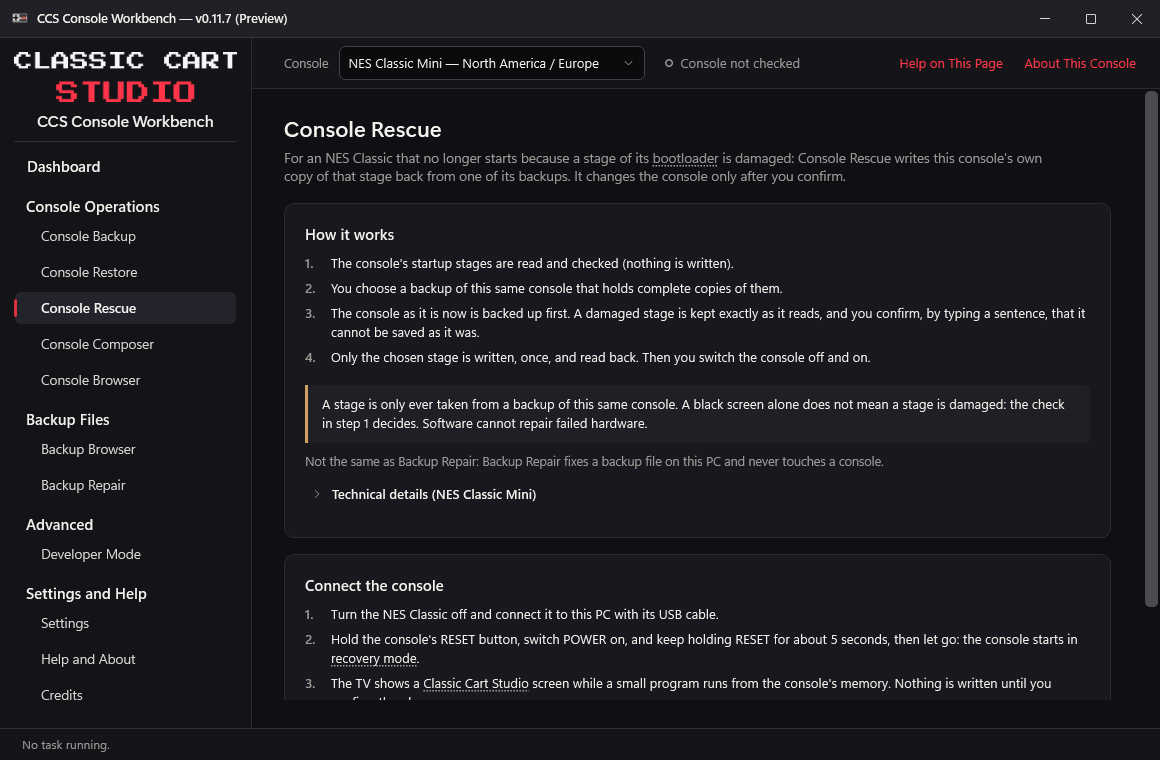 CCS Console Workbench — v0.11.7 (Preview)
CLASSIC CART
STUDIO
CCS Console Workbench
Dashboard
Console Operations
Console Backup
Console Restore
Console Rescue
Console Composer
Console Browser
Backup Files
Backup Browser
Backup Repair
Advanced
Developer Mode
Settings and Help
Settings
Help and About
Credits
Console
NES Classic Mini — North America / Europe
Console not checked
Help on This Page
About This Console
Console Rescue
For an NES Classic that no longer starts because a stage of its bootloader is damaged: Console Rescue writes this console's own
copy of that stage back from one of its backups. It changes the console only after you confirm.
How it works
1. The console's startup stages are read and checked (nothing is written).
2. You choose a backup of this same console that holds complete copies of them.
3. The console as it is now is backed up first. A damaged stage is kept exactly as it reads, and you confirm, by typing a sentence, that it
cannot be saved as it was.
4. Only the chosen stage is written, once, and read back. Then you switch the console off and on.
A stage is only ever taken from a backup of this same console. A black screen alone does not mean a stage is damaged: the check
in step 1 decides. Software cannot repair failed hardware.
Not the same as Backup Repair: Backup Repair fixes a backup file on this PC and never touches a console.
Technical details (NES Classic Mini)
Connect the console
1. Turn the NES Classic off and connect it to this PC with its USB cable.
2. Hold the console's RESET button, switch POWER on, and keep holding RESET for about 5 seconds, then let go: the console starts in
recovery mode.
3. The TV shows a Classic Cart Studio screen while a small program runs from the console's memory. Nothing is written until you
No task running.